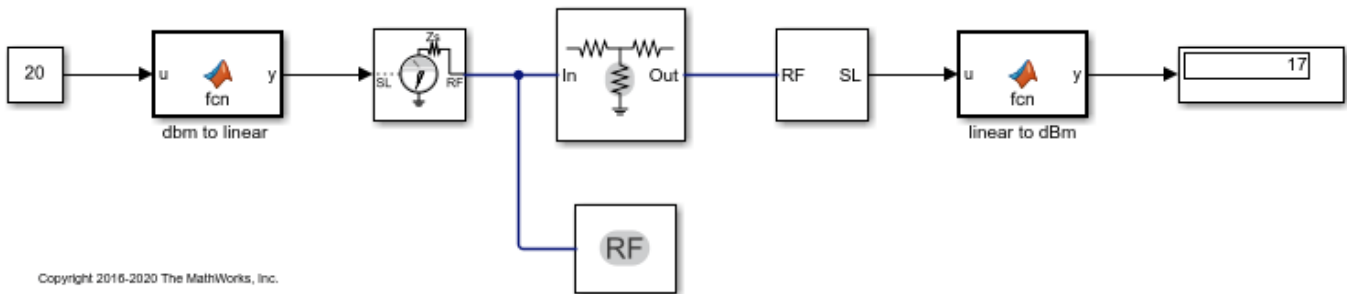 20
u
fcn
y
dbm to linear
Zs
SL
RF
In
Out
RF
SL
u
fcn
y
linear to dBm
17
RF
Copyright 2016-2020 The MathWorks, Inc.